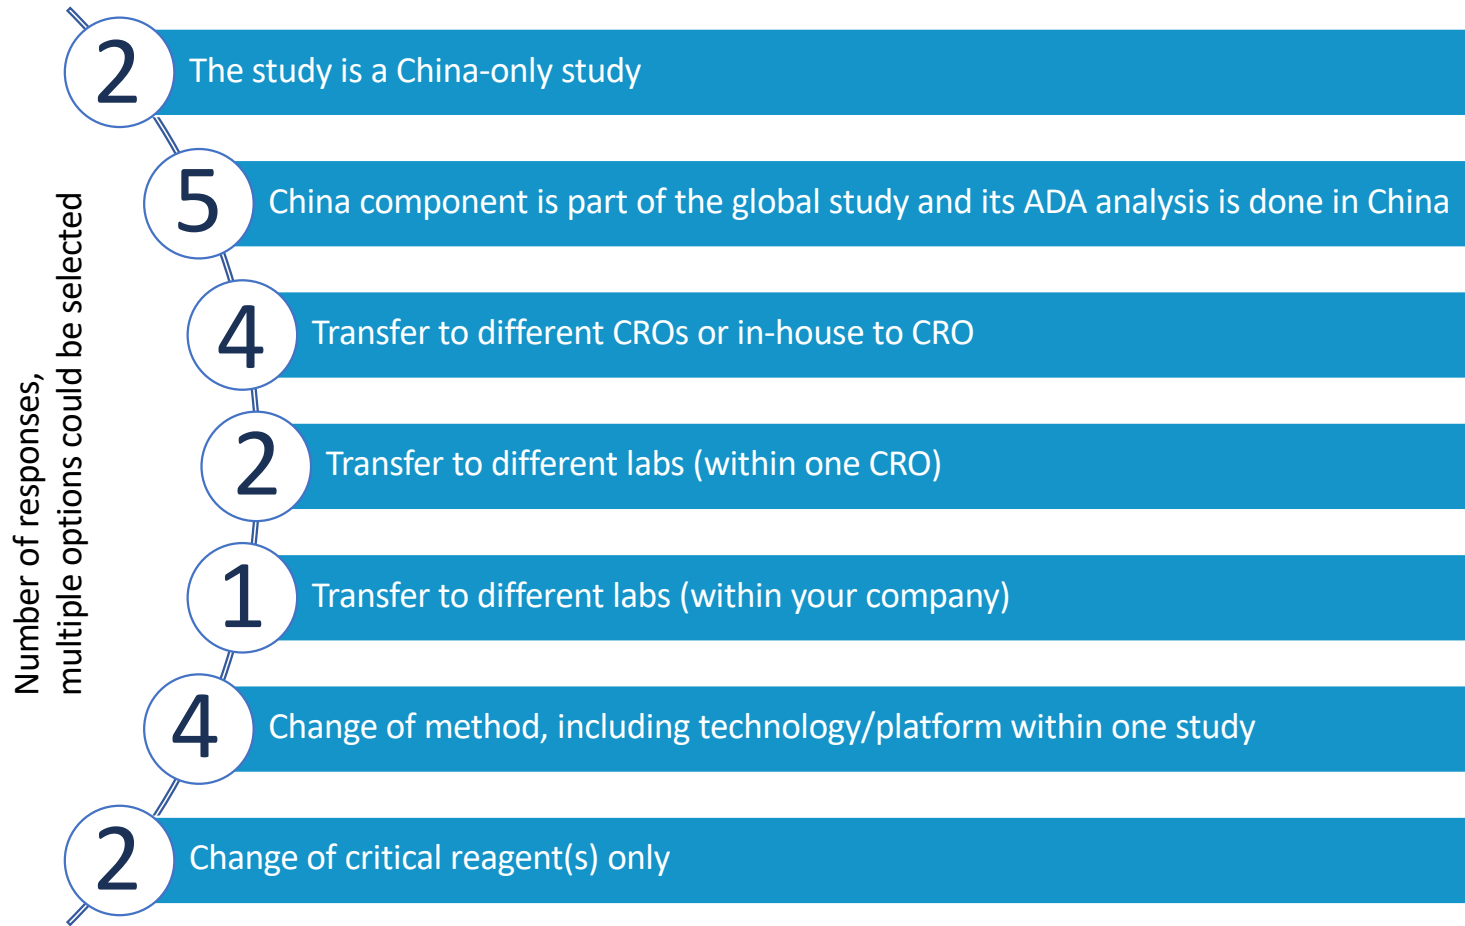 Number of responses,
multiple options could be selected
2
The study is a China-only study
5
China component is part of the global study and its ADA analysis is done in China
4
Transfer to different CROs or in-house to CRO
2
Transfer to different labs (within one CRO)
1
Transfer to different labs (within your company)
4
Change of method, including technology/platform within one study
2
Change of critical reagent(s) only